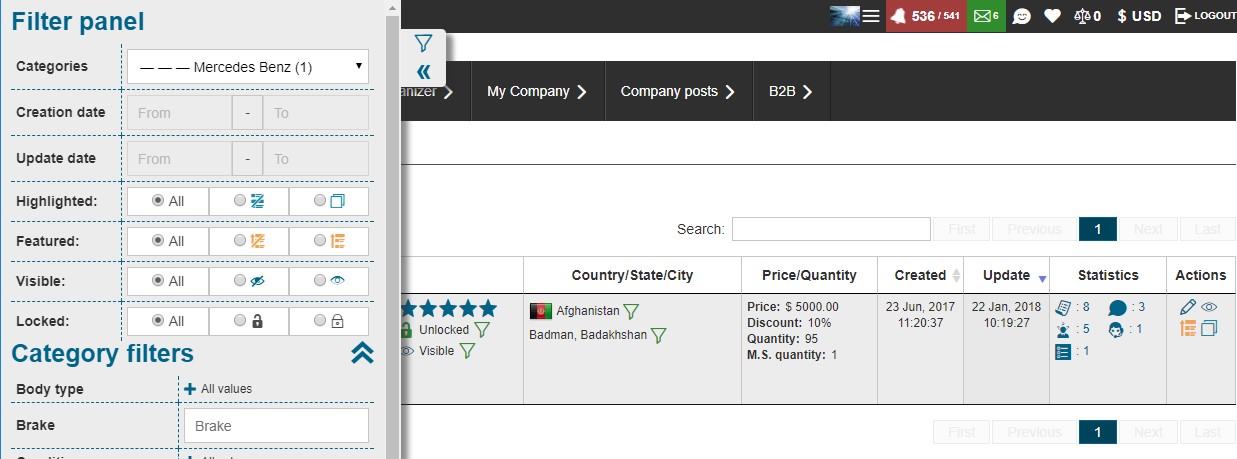 Filter panel
536 / 541
6
0
$ USD
LOGOUT
Categories
— — — Mercedes Benz (1)
My Company
Company posts
B2B
Creation date
From
-
To
Update date
From
-
To
Highlighted:
All
Featured:
All
Visible:
All
Locked:
All
Category filters
Body type
All values
Brake
Brake
Search:
First
Previous
1
Next
Last
Country/State/City
Price/Quantity
Created
Update
Statistics
Actions
Unlocked
Visible
Afghanistan
Badman, Badakhshan
Price: $ 5000.00
Discount: 10%
Quantity: 95
M.S. quantity: 1
23 Jun, 2017
11:20:37
22 Jan, 2018
10:19:27
: 8
: 3
: 5
: 1
: 1
First
Previous
1
Next
Last